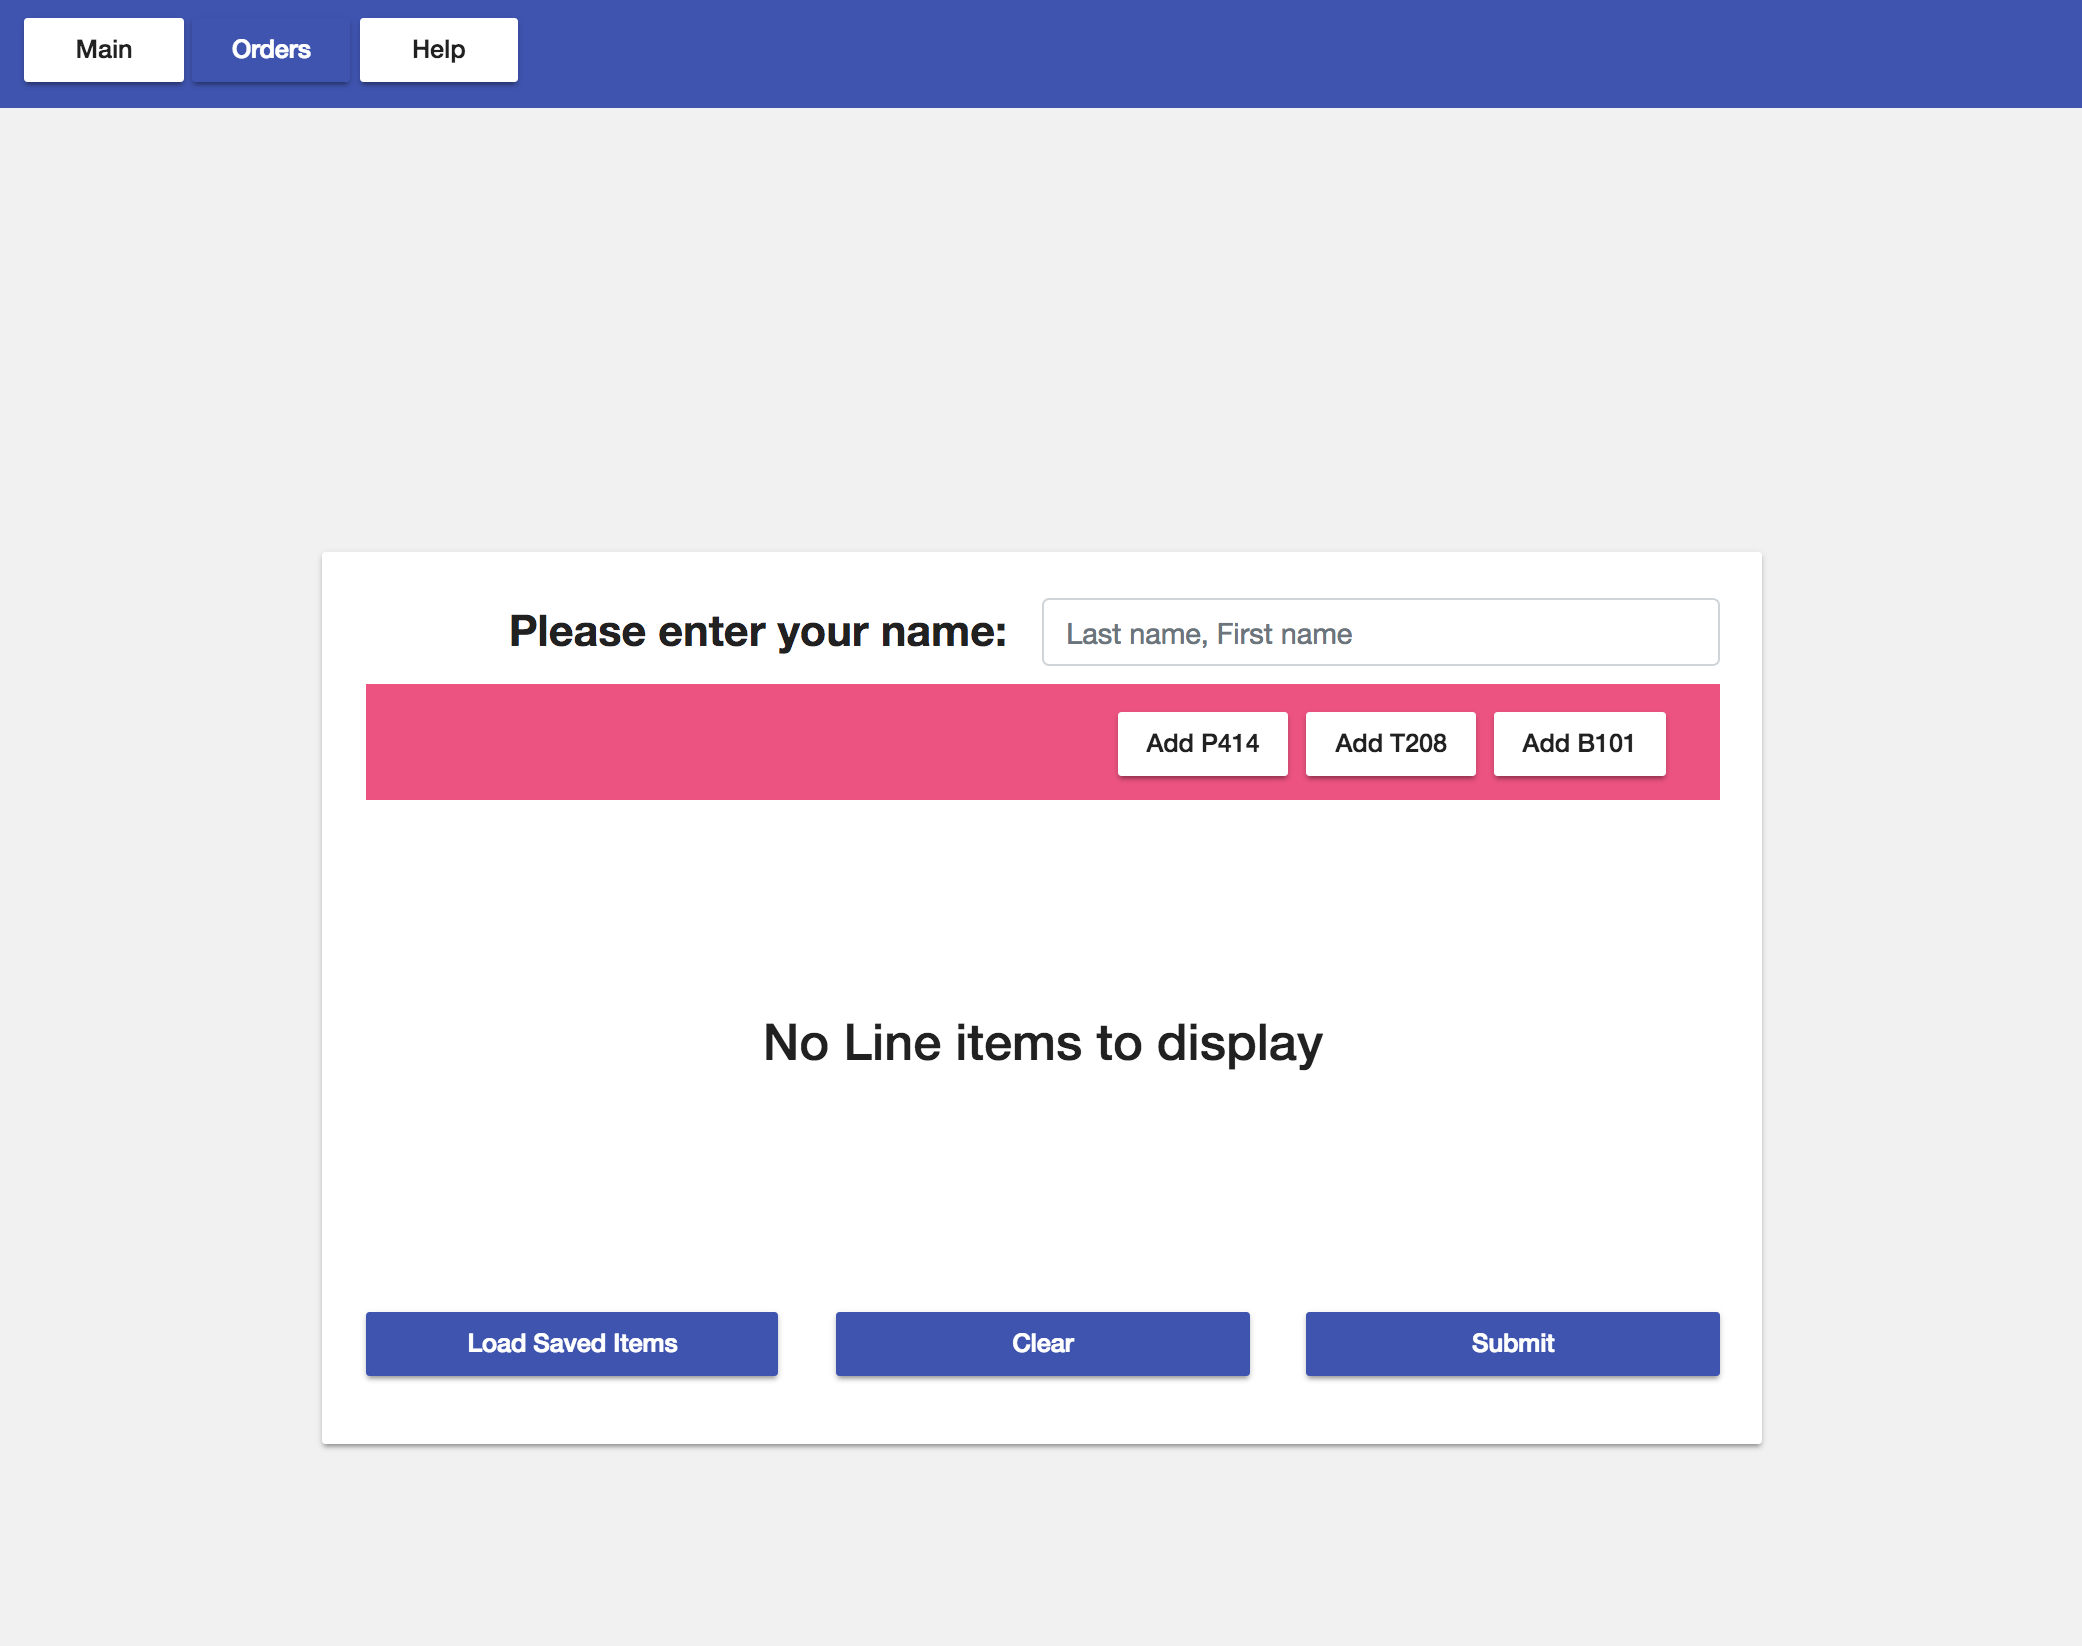 Main Orders Help
Please enter your name: Last name, First name
Add P414 Add T208 Add B101
No Line items to display
Load Saved Items Clear Submit